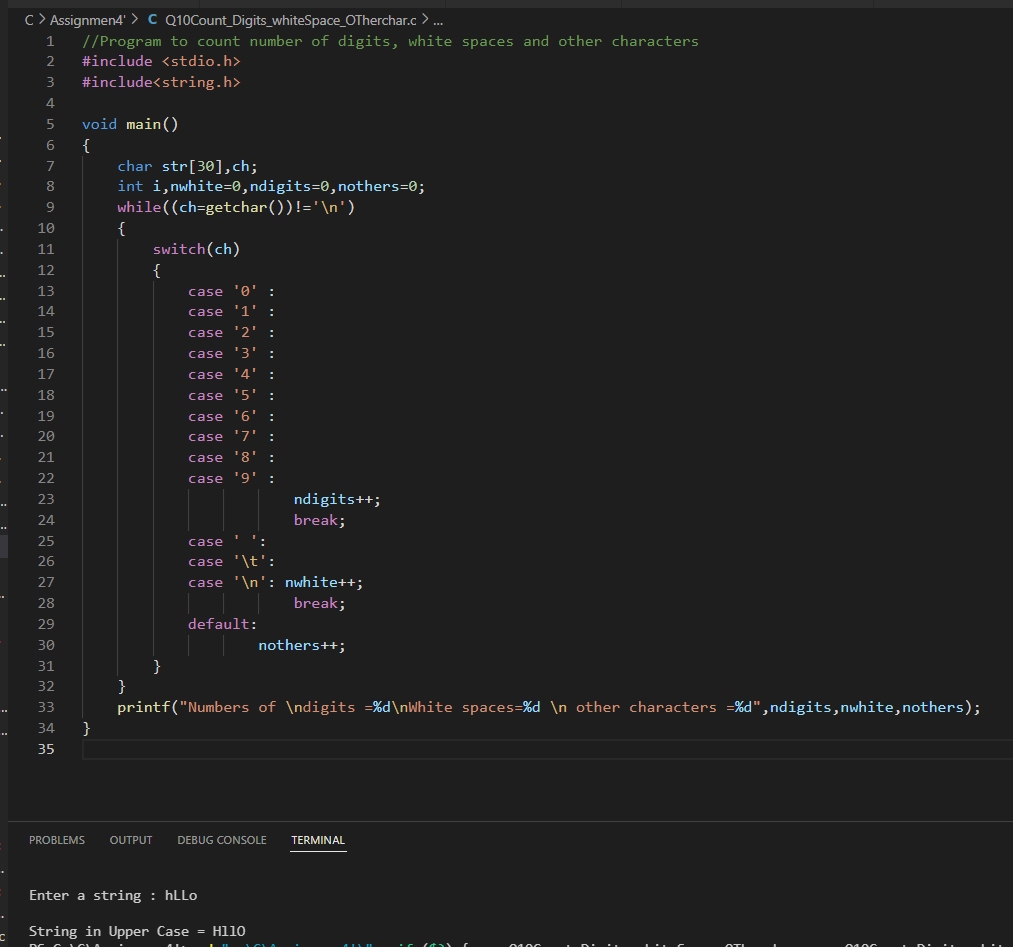 C > Assignmen4' > C Q10Count_Digits_whiteSpace_OTherchar.c > ...
1 //Program to count number of digits, white spaces and other characters
2 #include <stdio.h>
3 #include<string.h>
4
5 void main()
6 {
7 char str[30],ch;
8 int i,nwhite=0,ndigits=0,nothers=0;
9 while((ch=getchar())!='\n')
10 {
11 switch(ch)
12 {
13 case '0' :
14 case '1' :
15 case '2' :
16 case '3' :
17 case '4' :
18 case '5' :
19 case '6' :
20 case '7' :
21 case '8' :
22 case '9' :
23 ndigits++;
24 break;
25 case ' ':
26 case '\t':
27 case '\n': nwhite++;
28 break;
29 default:
30 nothers++;
31 }
32 }
33 printf("Numbers of \ndigits =%d\nWhite spaces=%d \n other characters =%d",ndigits,nwhite,nothers);
34 }
35
PROBLEMS OUTPUT DEBUG CONSOLE TERMINAL
Enter a string : hLLo
String in Upper Case = HllO